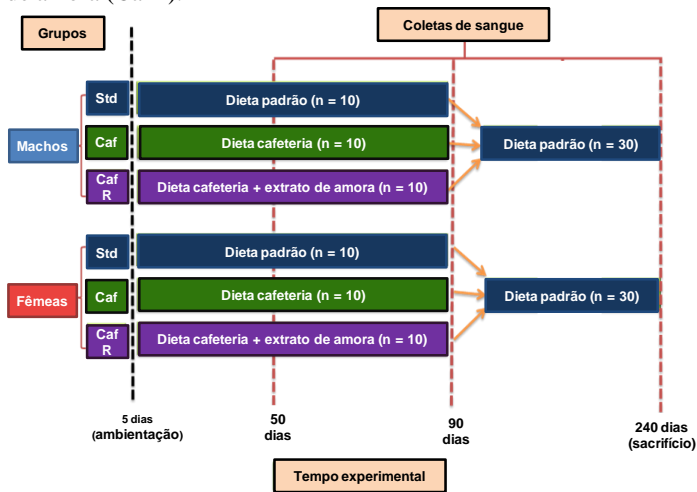 Grupos
Coletas de sangue
Machos
Std
Dieta padrão (n = 10)
Caf
Dieta cafeteria (n = 10)
Caf
R
Dieta cafeteria + extrato de amora (n = 10)
Dieta padrão (n = 30)
Fêmeas
Std
Dieta padrão (n = 10)
Caf
Dieta cafeteria (n = 10)
Caf
R
Dieta cafeteria + extrato de amora (n = 10)
Dieta padrão (n = 30)
5 dias
(ambientação)
50
dias
90
dias
240 dias
(sacrifício)
Tempo experimental